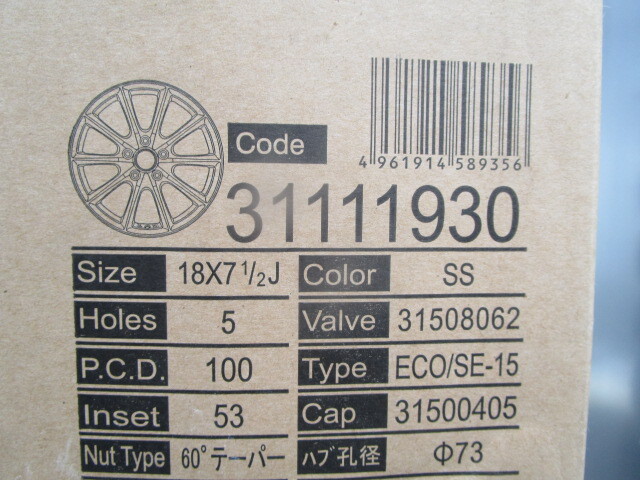 Code
4 961914 589356
31111930
Size 18X7 1/2J Color SS
Holes 5 Valve 31508062
P.C.D. 100 Type ECO/SE-15
Inset 53 Cap 31500405
Nut Type 60°テーパー ハブ孔径 Φ73